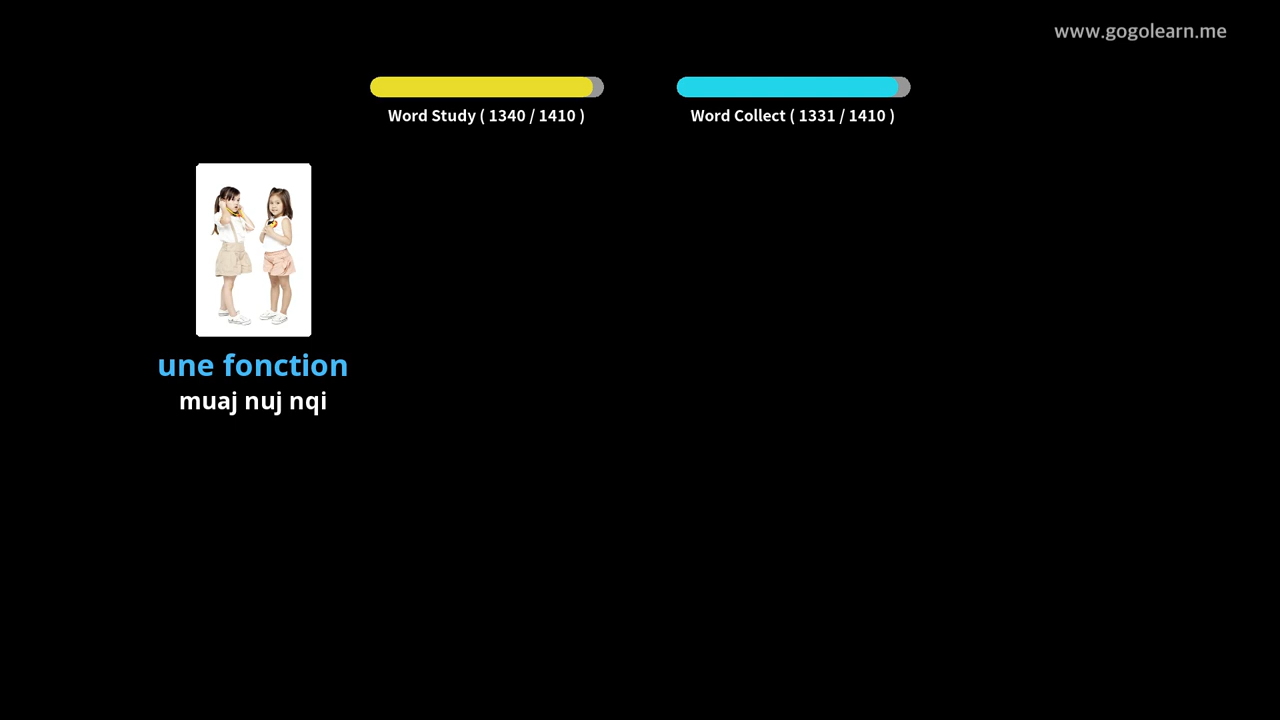 www.gogolearn.me
Word Study ( 1340 / 1410 )
Word Collect ( 1331 / 1410 )
une fonction
muaj nuj nqi